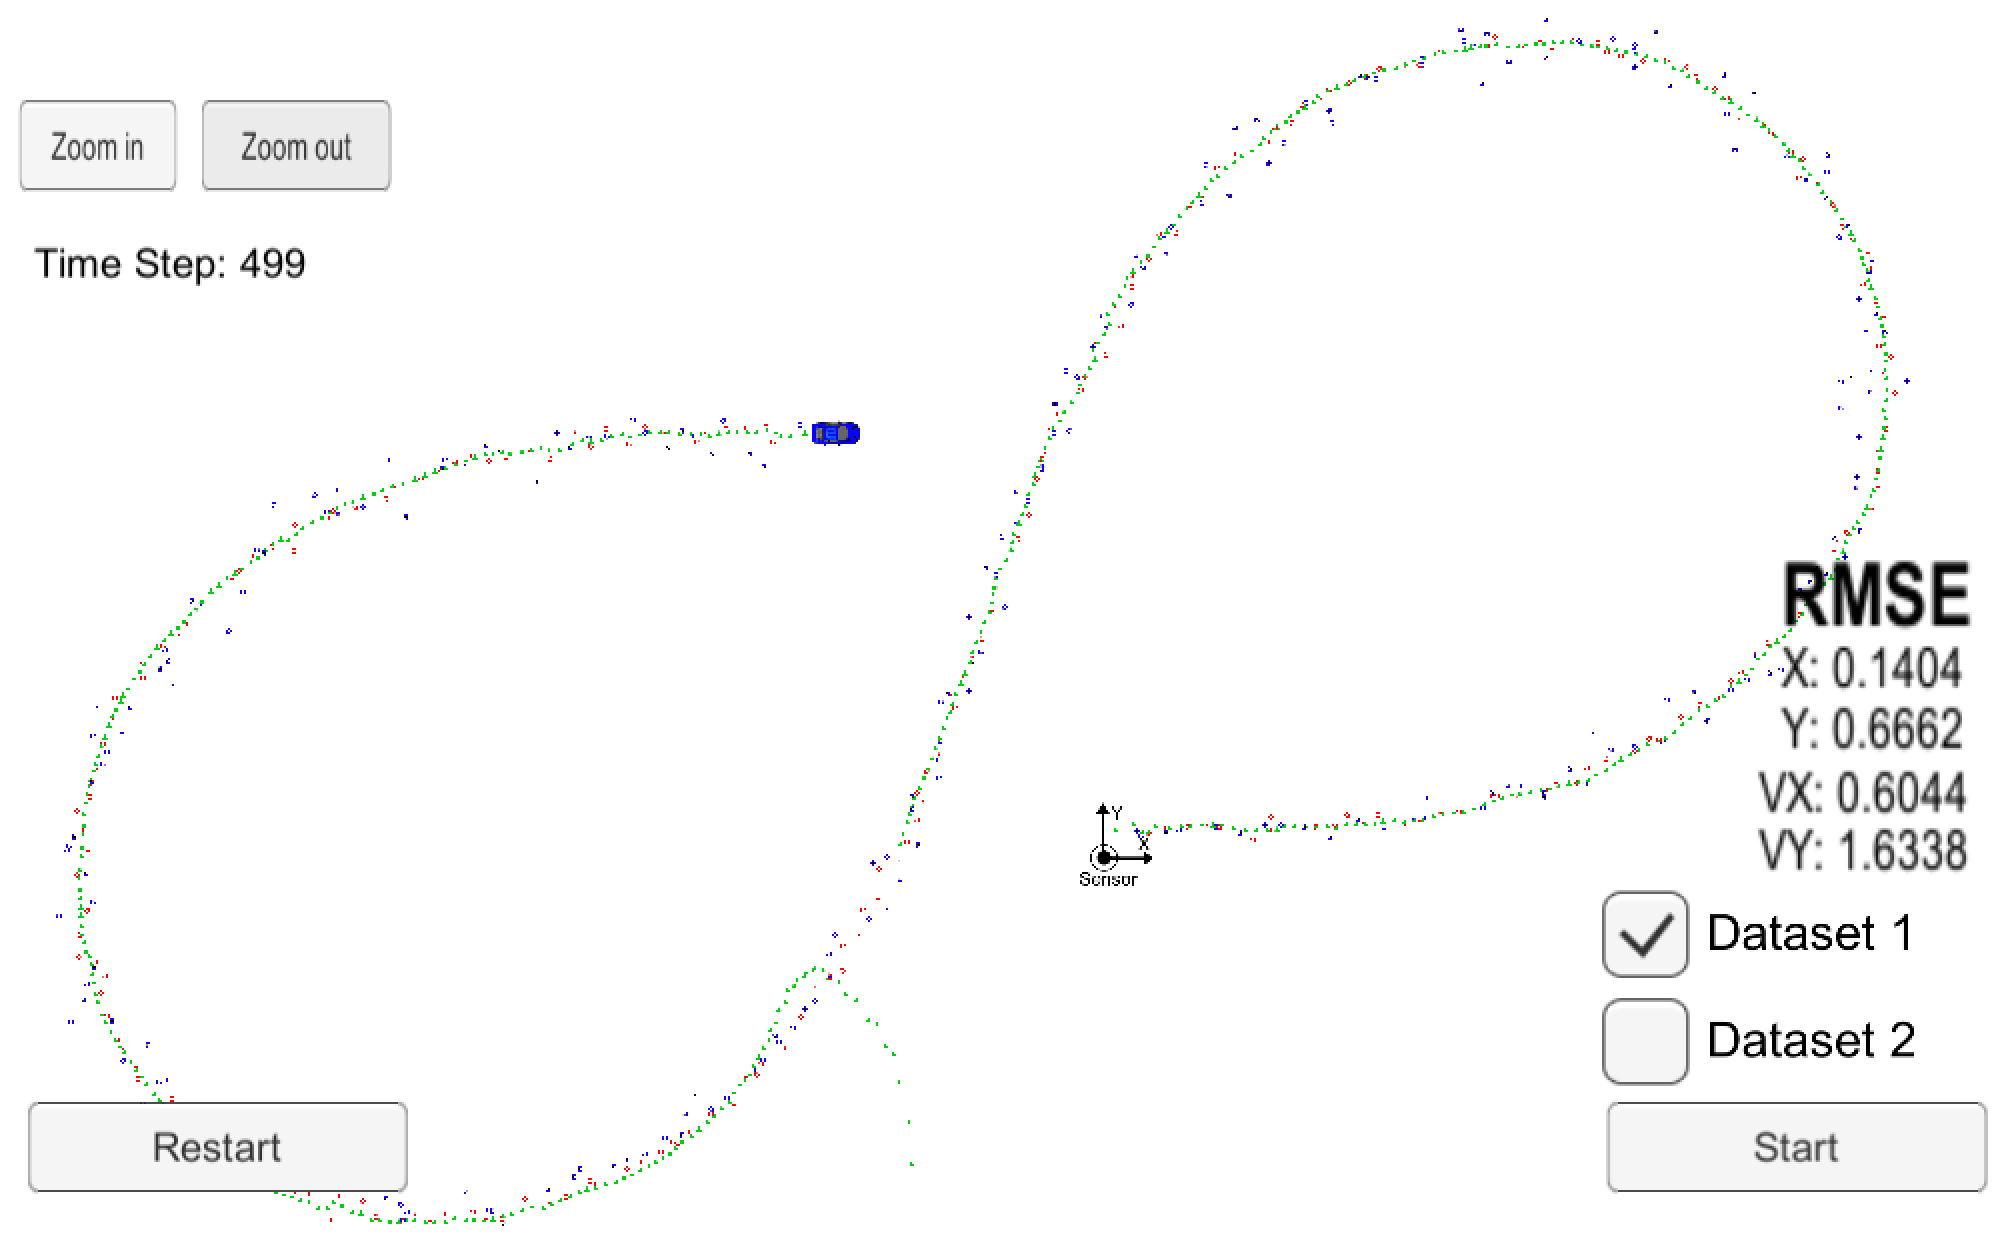 Zoom in
Zoom out
Time Step: 499
RMSE
X: 0.1404
Y: 0.6662
VX: 0.6044
VY: 1.6338
Y
X
Sensor
Dataset 1
Dataset 2
Restart
Start